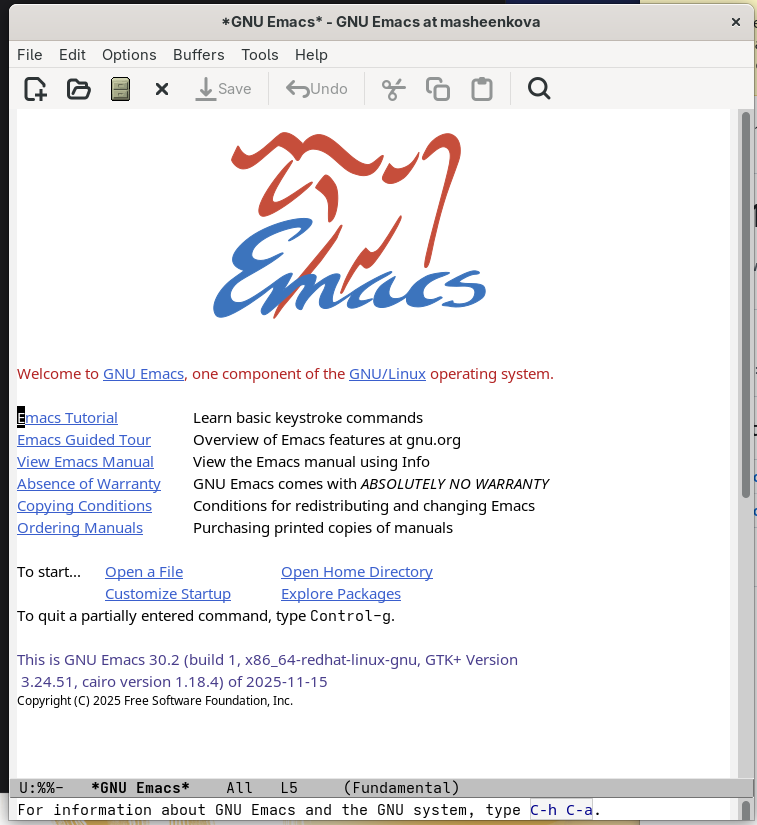 *GNU Emacs* - GNU Emacs at masheenkova
File Edit Options Buffers Tools Help
Save Undo
Emacs
Welcome to GNU Emacs, one component of the GNU/Linux operating system.
Emacs Tutorial Learn basic keystroke commands
Emacs Guided Tour Overview of Emacs features at gnu.org
View Emacs Manual View the Emacs manual using Info
Absence of Warranty GNU Emacs comes with ABSOLUTELY NO WARRANTY
Copying Conditions Conditions for redistributing and changing Emacs
Ordering Manuals Purchasing printed copies of manuals
To start... Open a File Open Home Directory
Customize Startup Explore Packages
To quit a partially entered command, type Control-g.
This is GNU Emacs 30.2 (build 1, x86_64-redhat-linux-gnu, GTK+ Version
3.24.51, cairo version 1.18.4) of 2025-11-15
Copyright (C) 2025 Free Software Foundation, Inc.
U:%%- *GNU Emacs* All L5 (Fundamental)
For information about GNU Emacs and the GNU system, type C-h C-a.